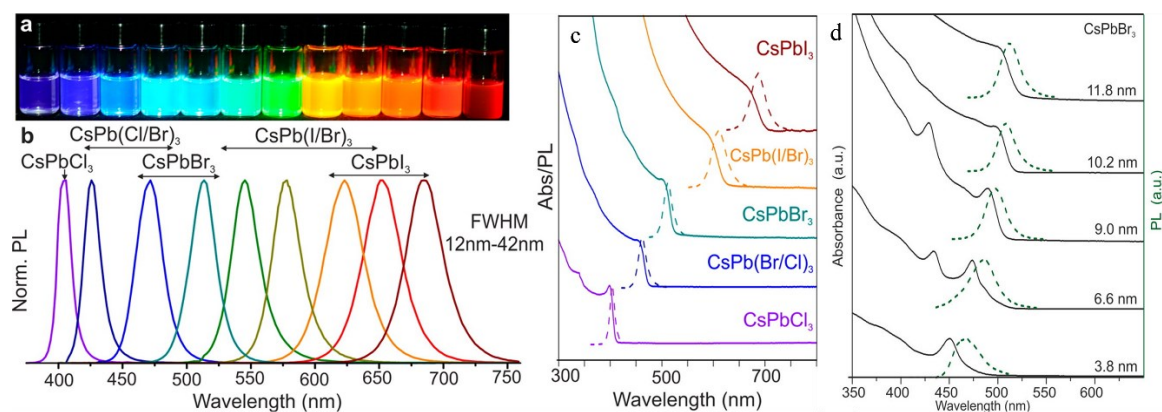 a
b
CsPb(Cl/Br)₃
CsPb(I/Br)₃
CsPbCl₃
CsPbBr₃
CsPbI₃
FWHM
12nm-42nm
Norm. PL
400 450 500 550 600 650 700 750
Wavelength (nm)
c
CsPbI₃
CsPb(I/Br)₃
CsPbBr₃
CsPb(Br/Cl)₃
CsPbCl₃
Abs/PL
300 500 700
Wavelength (nm)
d
CsPbBr₃
11.8 nm
10.2 nm
9.0 nm
6.6 nm
3.8 nm
Absorbance (a.u.)
PL (a.u.)
350 400 450 500 550 600
Wavelength (nm)